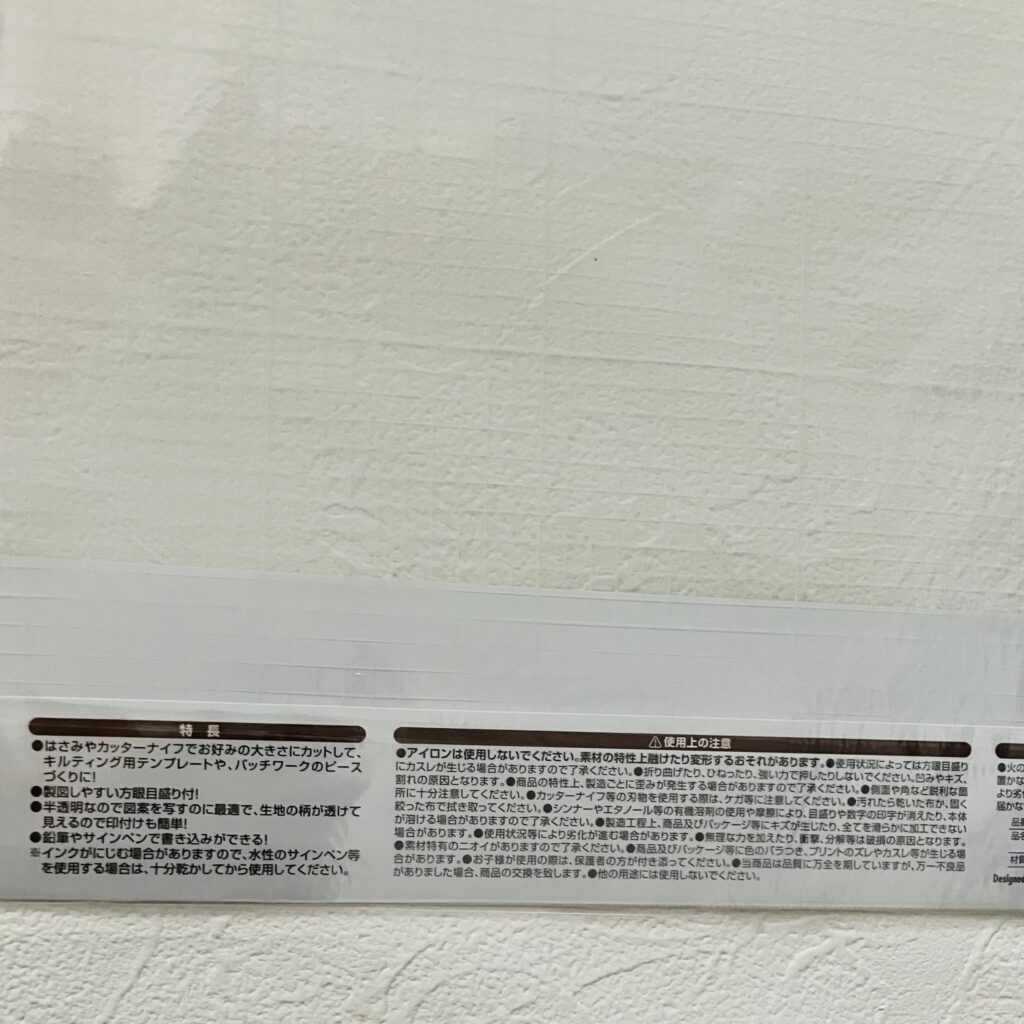 特長
●はさみやカッターナイフでお好みの大きさにカットして、
キルティング用テンプレートや、パッチワークのピース
づくりに!
●製図しやすい方眼目盛り付!
●半透明なので図案を写すのに最適で、生地の柄が透けて
見えるので印付けも簡単!
●鉛筆やサインペンで書き込みができる!
※インクがにじむ場合がありますので、水性のサインペン等
を使用する場合は、十分乾かしてから使用してください。
⚠使用上の注意
●アイロンは使用しないでください。素材の特性上融けたり変形するおそれがあります。●使用状況によっては方眼目盛り
にカスレが生じる場合がありますので了承ください。●折り曲げたり、ひねったり、強い力で押したりしないでください。凹みやキズ、
割れの原因となります。●商品の特性上、製造ごとに歪みが発生する場合がありますので了承ください。●側面や角など鋭利な箇
所に十分注意してください。●カッターナイフ等の刃物を使用する際は、ケガ等に注意してください。●汚れたら乾いた布か、固く
絞った布で拭き取ってください。●シンナーやエタノール等の有機溶剤の使用や摩擦により、目盛りや数字の印字が消えたり、本体
が溶ける場合がありますので了承ください。●製造工程上、商品及びパッケージ等にキズが生じたり、全てを滑らかに加工できない
場合があります。●使用状況等により劣化が進む場合があります。●無理な力を加えたり、衝撃、分解等は破損の原因となります。
●素材特有のニオイがありますので了承ください。●商品及びパッケージ等に色のバラつき、プリントのズレやカスレ等が生じる場
合があります。●お子様が使用の際は、保護者の方が付き添ってください。●当商品は品質に万全を期していますが、万一不良品
がありました場合、商品の交換を致します。●他の用途には使用しないでください。
●火の
置かな
より劣
届かな
品番
品名
材質
Designed